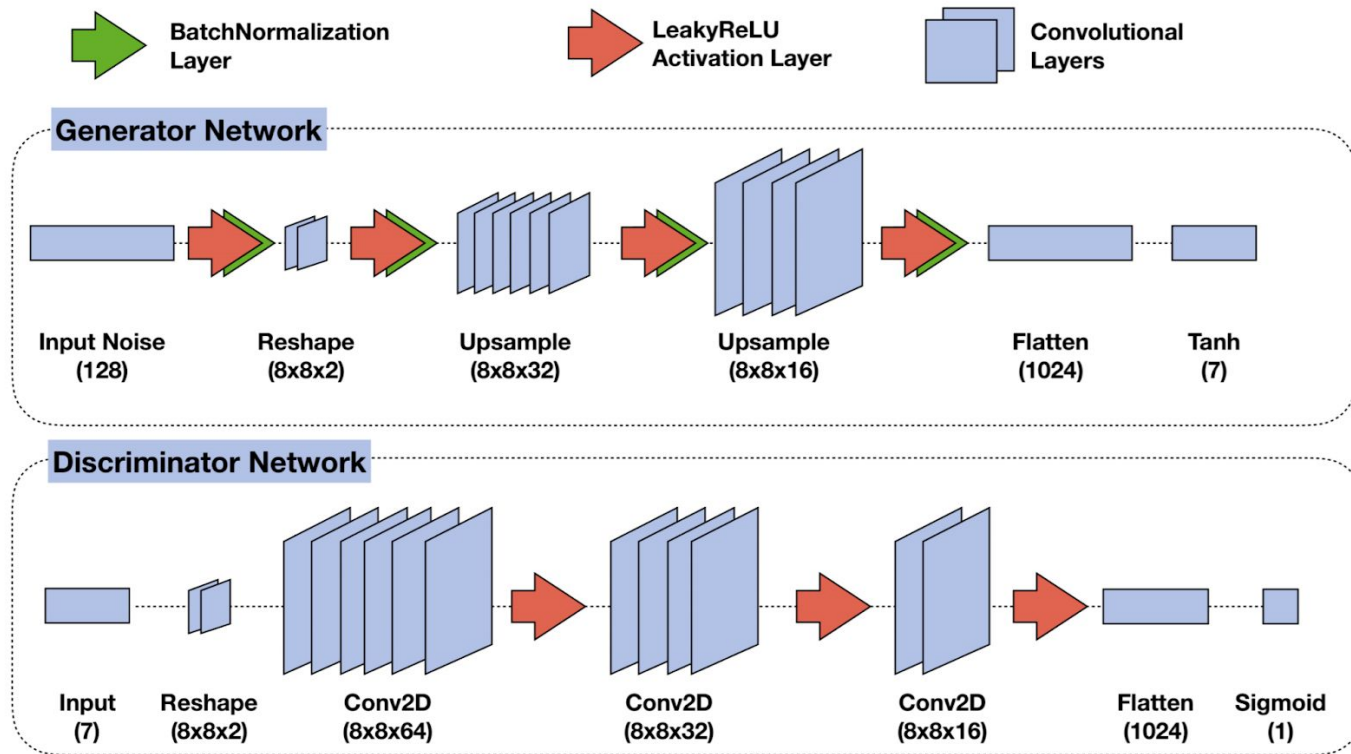 BatchNormalization
Layer
LeakyReLU
Activation Layer
Convolutional
Layers
Generator Network
Input Noise
(128)
Reshape
(8x8x2)
Upsample
(8x8x32)
Upsample
(8x8x16)
Flatten
(1024)
Tanh
(7)
Discriminator Network
Input
(7)
Reshape
(8x8x2)
Conv2D
(8x8x64)
Conv2D
(8x8x32)
Conv2D
(8x8x16)
Flatten
(1024)
Sigmoid
(1)